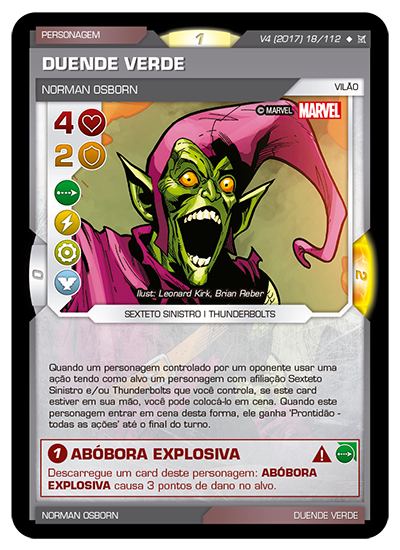 PERSONAGEM
1
V4 (2017) 18/112
DUENDE VERDE
NORMAN OSBORN
VILÃO
© MARVEL MARVEL
4
2
0
2
Ilust: Leonard Kirk, Brian Reber
SEXTETO SINISTRO | THUNDERBOLTS
Quando um personagem controlado por um oponente usar uma
ação tendo como alvo um personagem com afiliação Sexteto
Sinistro e/ou Thunderbolts que você controla, se este card
estiver em sua mão, você pode colocá-lo em cena. Quando este
personagem entrar em cena desta forma, ele ganha 'Prontidão -
todas as ações' até o final do turno.
1 ABÓBORA EXPLOSIVA
Descarregue um card deste personagem: ABÓBORA
EXPLOSIVA causa 3 pontos de dano no alvo.
NORMAN OSBORN
DUENDE VERDE